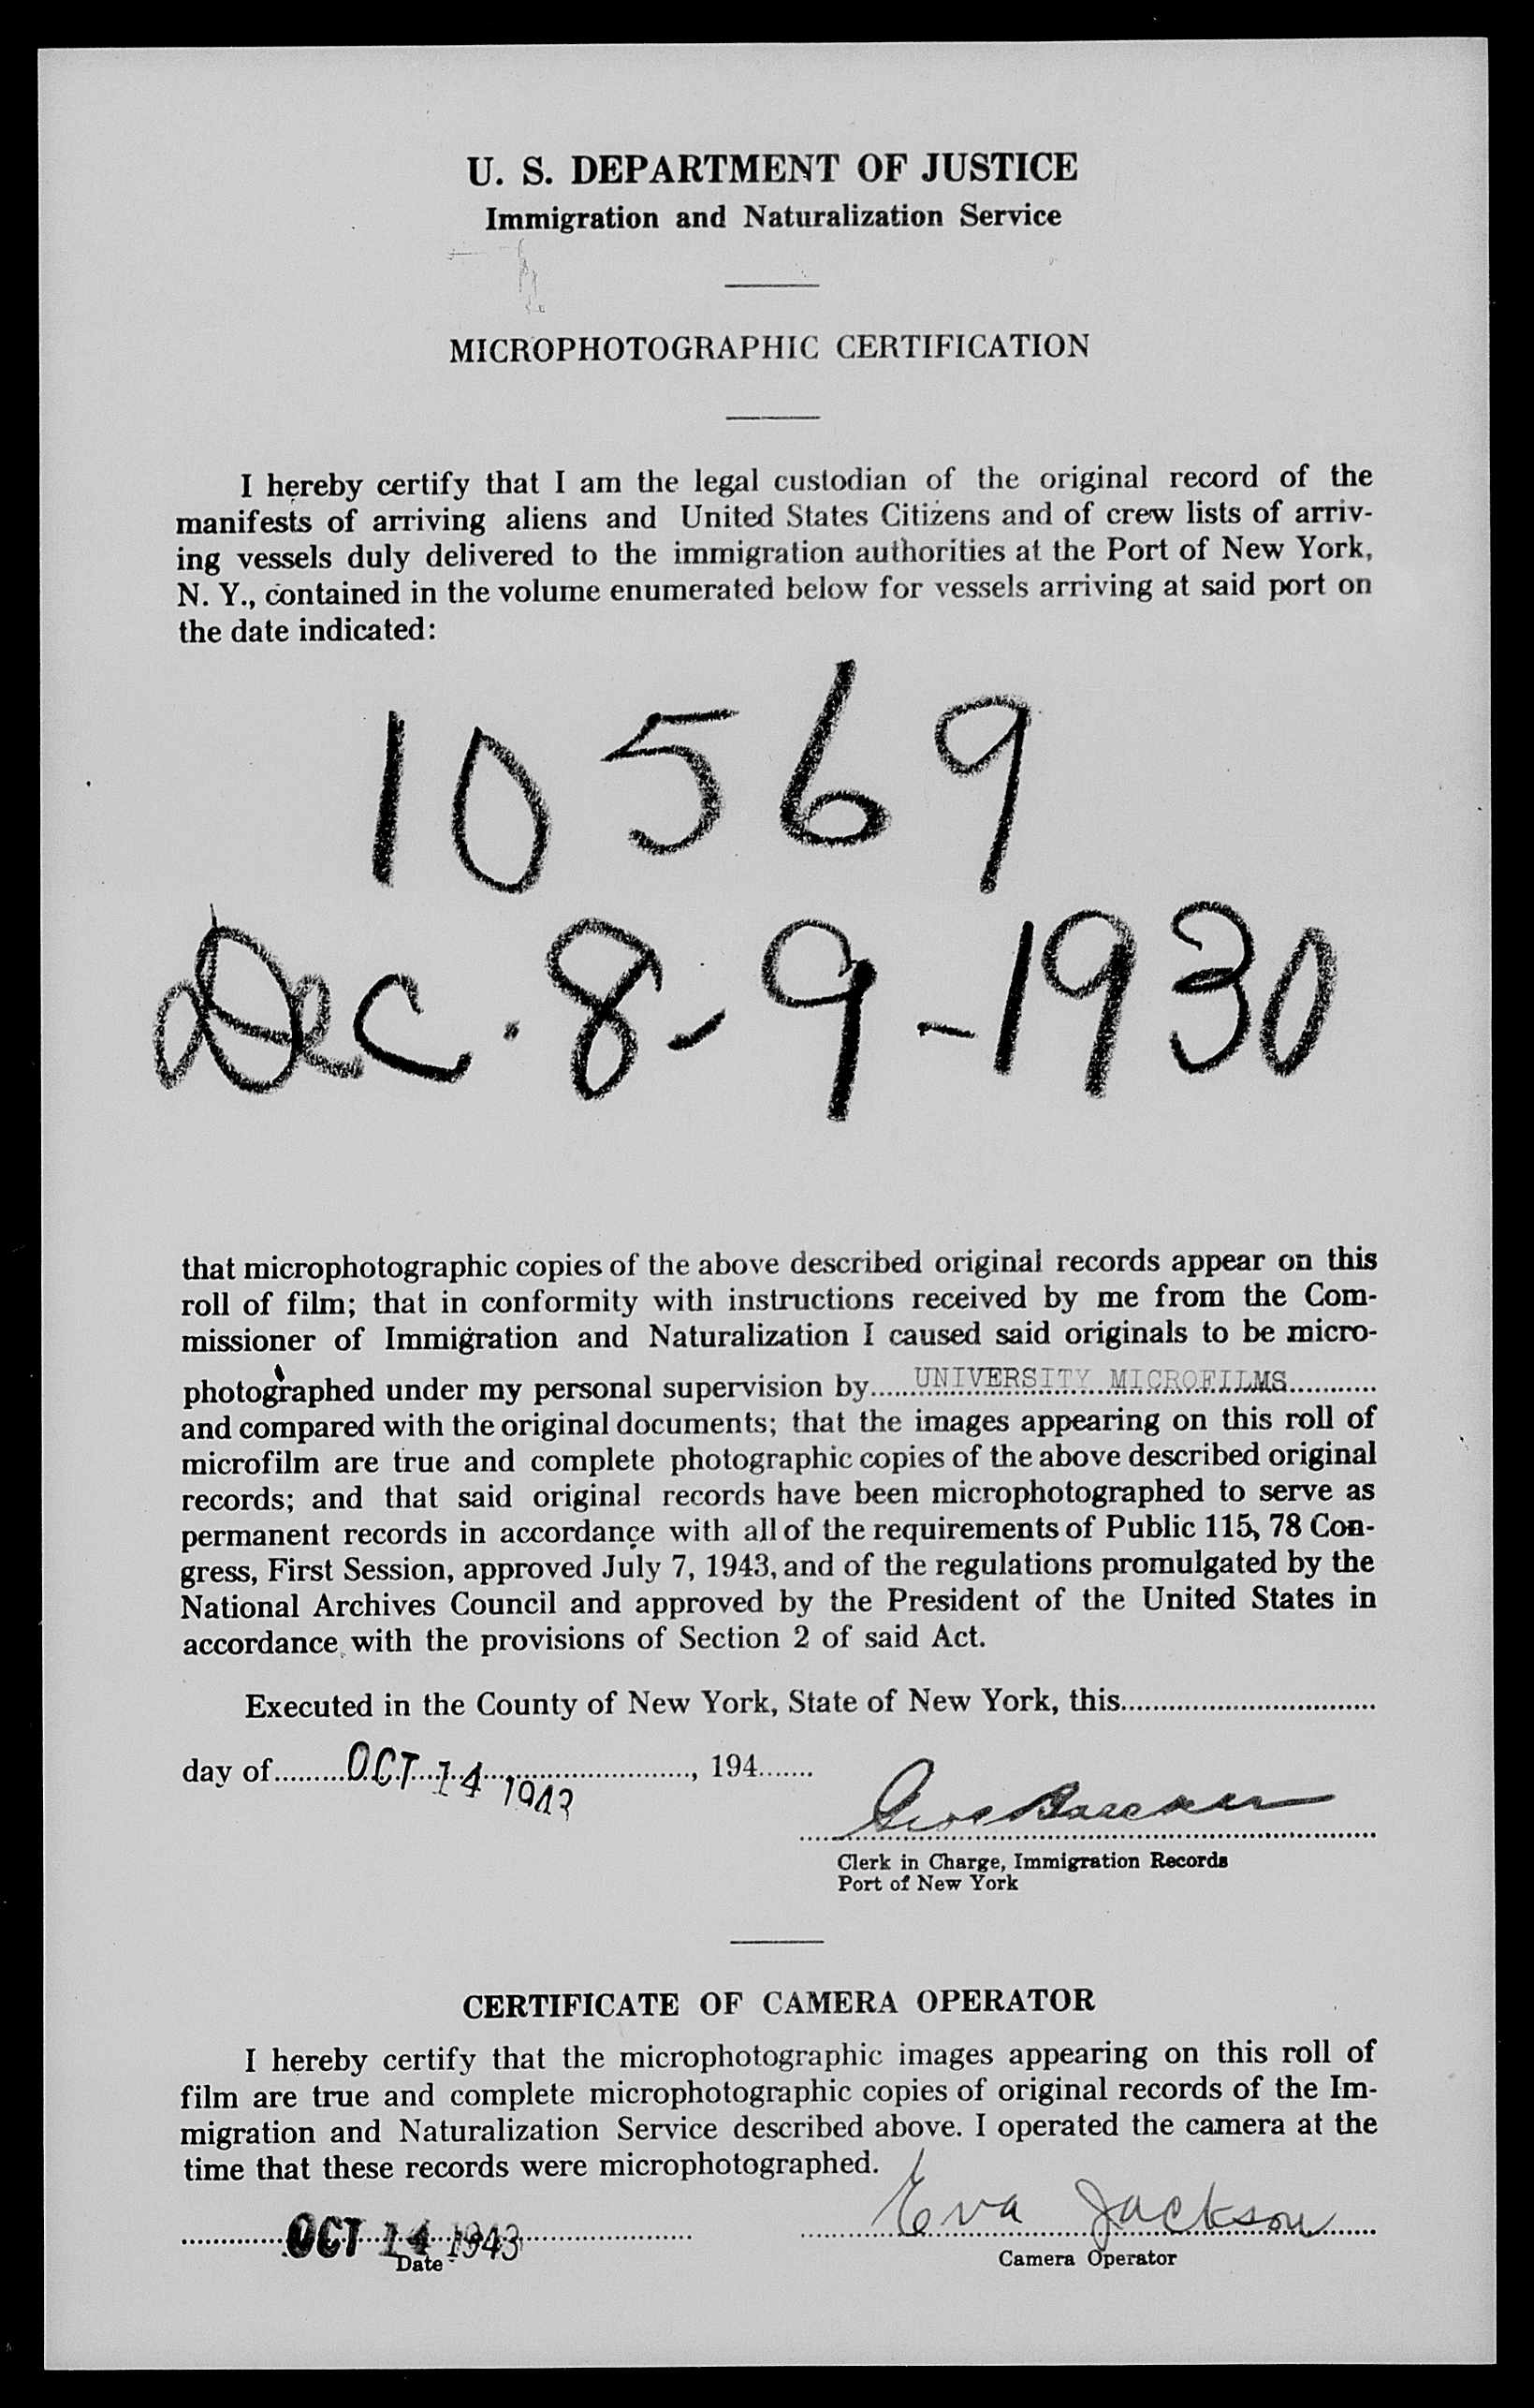 U. S. DEPARTMENT OF JUSTICE
Immigration and Naturalization Service
MICROPHOTOGRAPHIC CERTIFICATION
I hereby certify that I am the legal custodian of the original record of the
manifests of arriving aliens and United States Citizens and of crew lists of arriv-
ing vessels duly delivered to the immigration authorities at the Port of New York,
N. Y., contained in the volume enumerated below for vessels arriving at said port on
the date indicated:
10569
Dec. 8-9-1930
that microphotographic copies of the above described original records appear on this
roll of film; that in conformity with instructions received by me from the Com-
missioner of Immigration and Naturalization I caused said originals to be micro-
photographed under my personal supervision by......UNIVERSITY MICROFILMS............
and compared with the original documents; that the images appearing on this roll of
microfilm are true and complete photographic copies of the above described original
records; and that said original records have been microphotographed to serve as
permanent records in accordance with all of the requirements of Public 115, 78 Con-
gress, First Session, approved July 7, 1943, and of the regulations promulgated by the
National Archives Council and approved by the President of the United States in
accordance with the provisions of Section 2 of said Act.
Executed in the County of New York, State of New York, this................................
day of.........OCT 14 1943........................, 194.......
Clerk in Charge, Immigration Records
Port of New York
CERTIFICATE OF CAMERA OPERATOR
I hereby certify that the microphotographic images appearing on this roll of
film are true and complete microphotographic copies of original records of the Im-
migration and Naturalization Service described above. I operated the camera at the
time that these records were microphotographed.
OCT 14 1943 Eva Jackson
Date Camera Operator